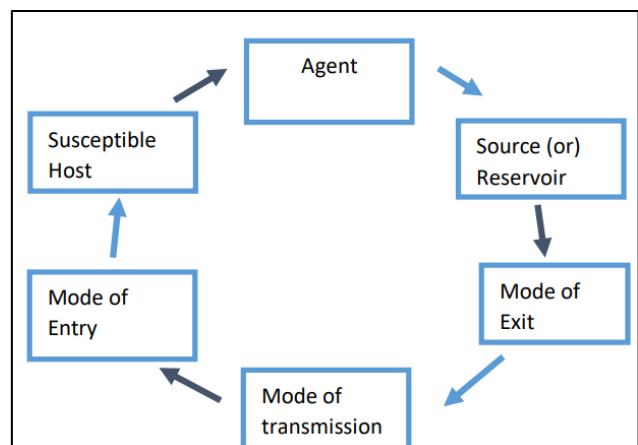 Agent
Source (or)
Reservoir
Mode of
Exit
Mode of
transmission
Mode of
Entry
Susceptible
Host